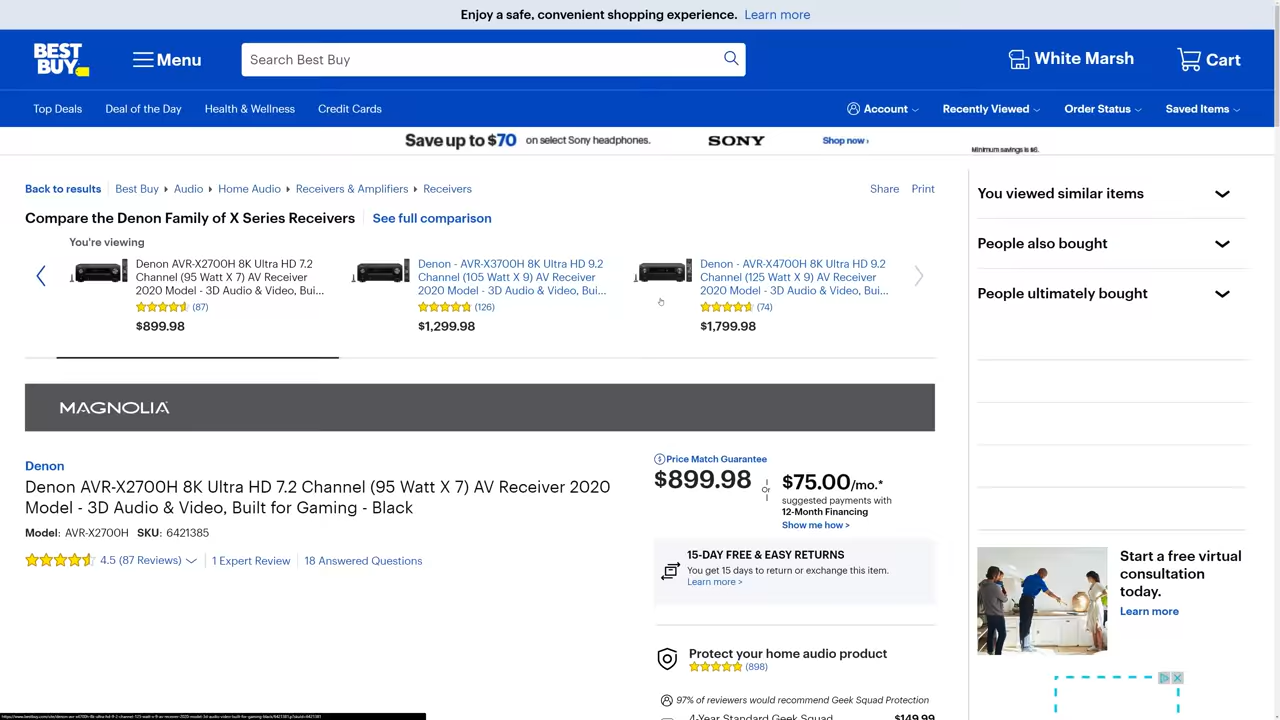 Enjoy a safe, convenient shopping experience. Learn more
BEST BUY
Menu
Search Best Buy
White Marsh
Cart
Top Deals
Deal of the Day
Health & Wellness
Credit Cards
Account
Recently Viewed
Order Status
Saved Items
Save up to $70 on select Sony headphones.
SONY
Shop now ›
Minimum savings is $6.
Back to results
Best Buy
Audio
Home Audio
Receivers & Amplifiers
Receivers
Share
Print
Compare the Denon Family of X Series Receivers
See full comparison
You're viewing
Denon AVR-X2700H 8K Ultra HD 7.2
Channel (95 Watt X 7) AV Receiver
2020 Model - 3D Audio & Video, Bui...
(87)
$899.98
Denon - AVR-X3700H 8K Ultra HD 9.2
Channel (105 Watt X 9) AV Receiver
2020 Model - 3D Audio & Video, Bui...
(126)
$1,299.98
Denon - AVR-X4700H 8K Ultra HD 9.2
Channel (125 Watt X 9) AV Receiver
2020 Model - 3D Audio & Video, Bui...
(74)
$1,799.98
MAGNOLIA
Denon
Denon AVR-X2700H 8K Ultra HD 7.2 Channel (95 Watt X 7) AV Receiver 2020
Model - 3D Audio & Video, Built for Gaming - Black
Model: AVR-X2700H SKU: 6421385
4.5 (87 Reviews)
1 Expert Review
18 Answered Questions
Price Match Guarantee
$899.98
Or
$75.00/mo.*
suggested payments with
12-Month Financing
Show me how >
15-DAY FREE & EASY RETURNS
You get 15 days to return or exchange this item.
Learn more >
Protect your home audio product
(898)
97% of reviewers would recommend Geek Squad Protection
4-Year Standard Geek Squad
$149.99
You viewed similar items
People also bought
People ultimately bought
Start a free virtual
consultation
today.
Learn more